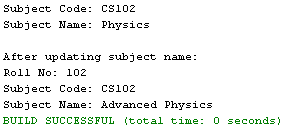 Subject Code: CS102
Subject Name: Physics

After updating subject name:
Roll No: 102
Subject Code: CS102
Subject Name: Advanced Physics
BUILD SUCCESSFUL (total time: 0 seconds)